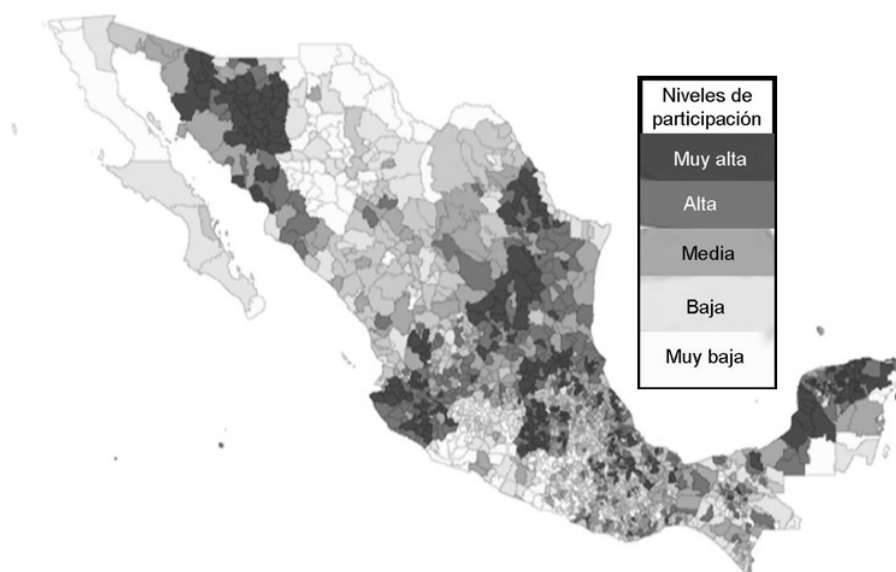 Niveles de
participación
Muy alta
Alta
Media
Baja
Muy baja